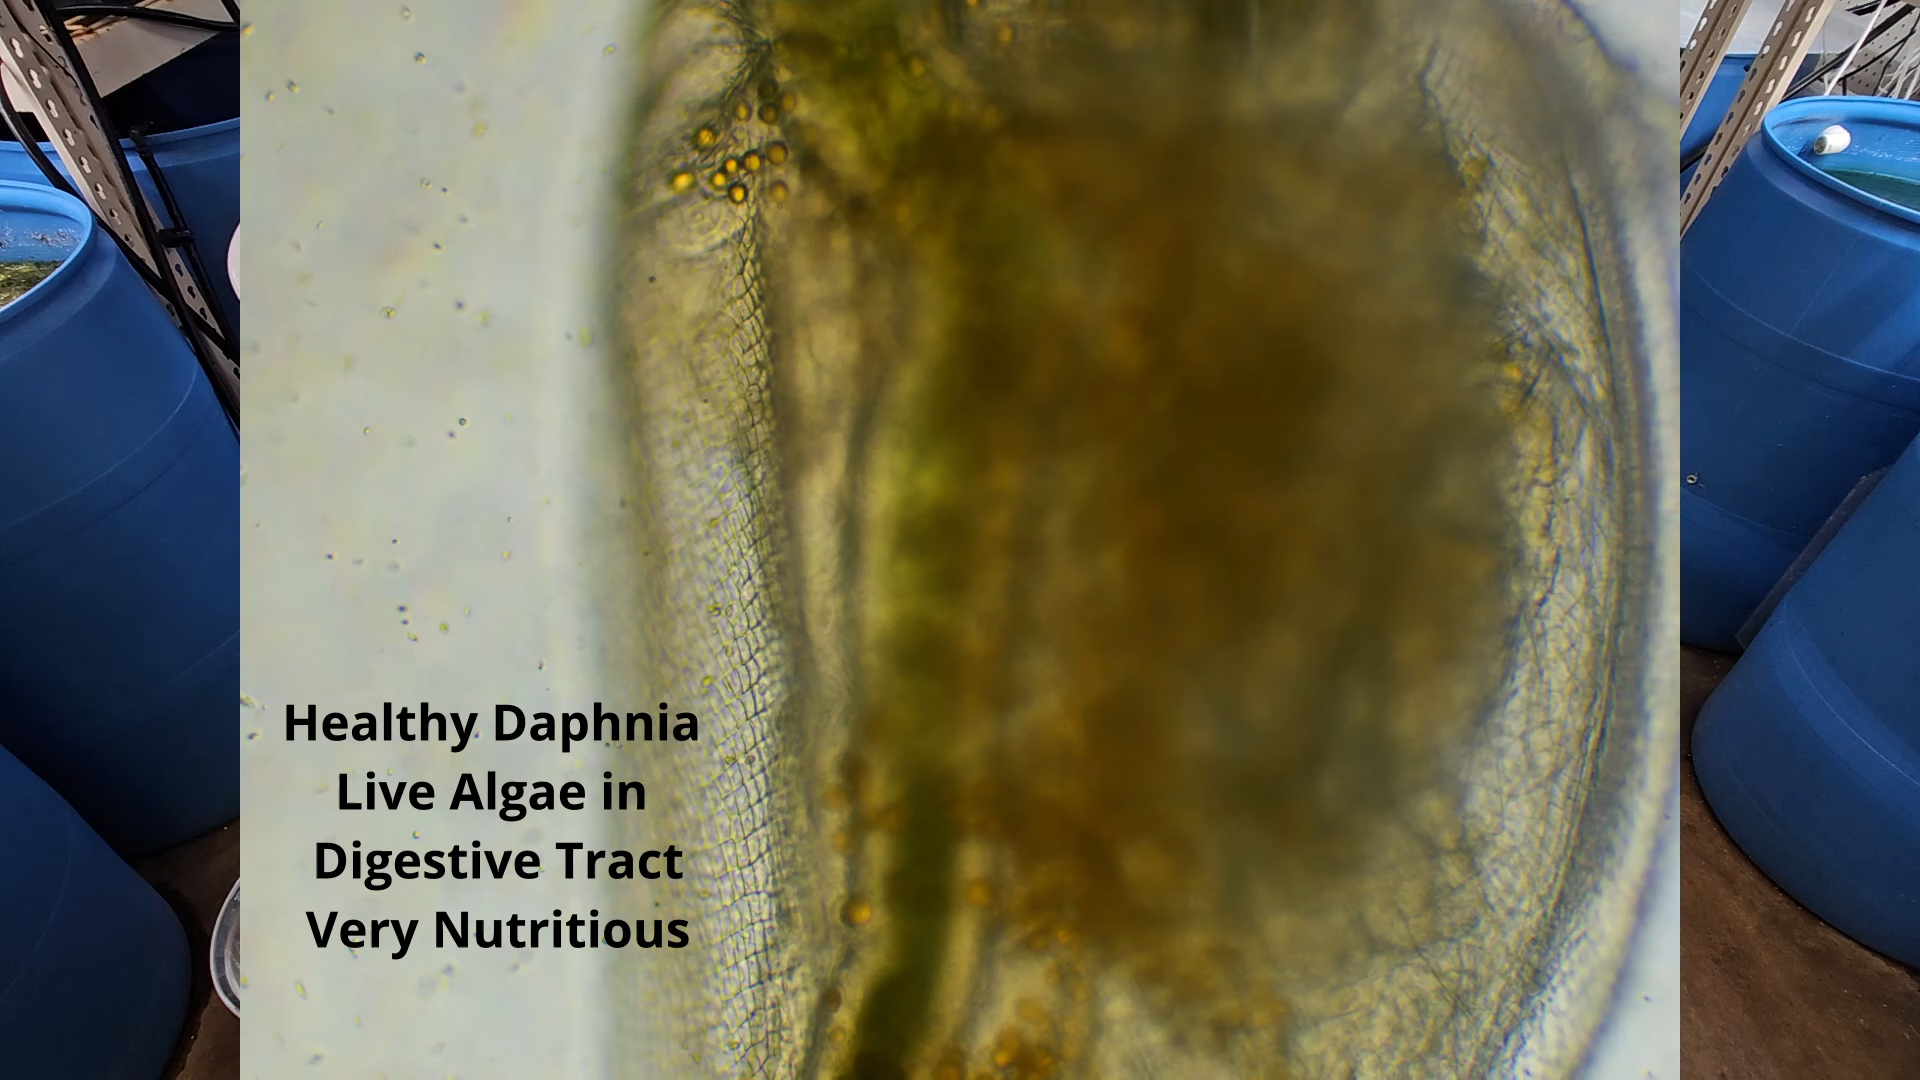 Healthy Daphnia
Live Algae in
Digestive Tract
Very Nutritious